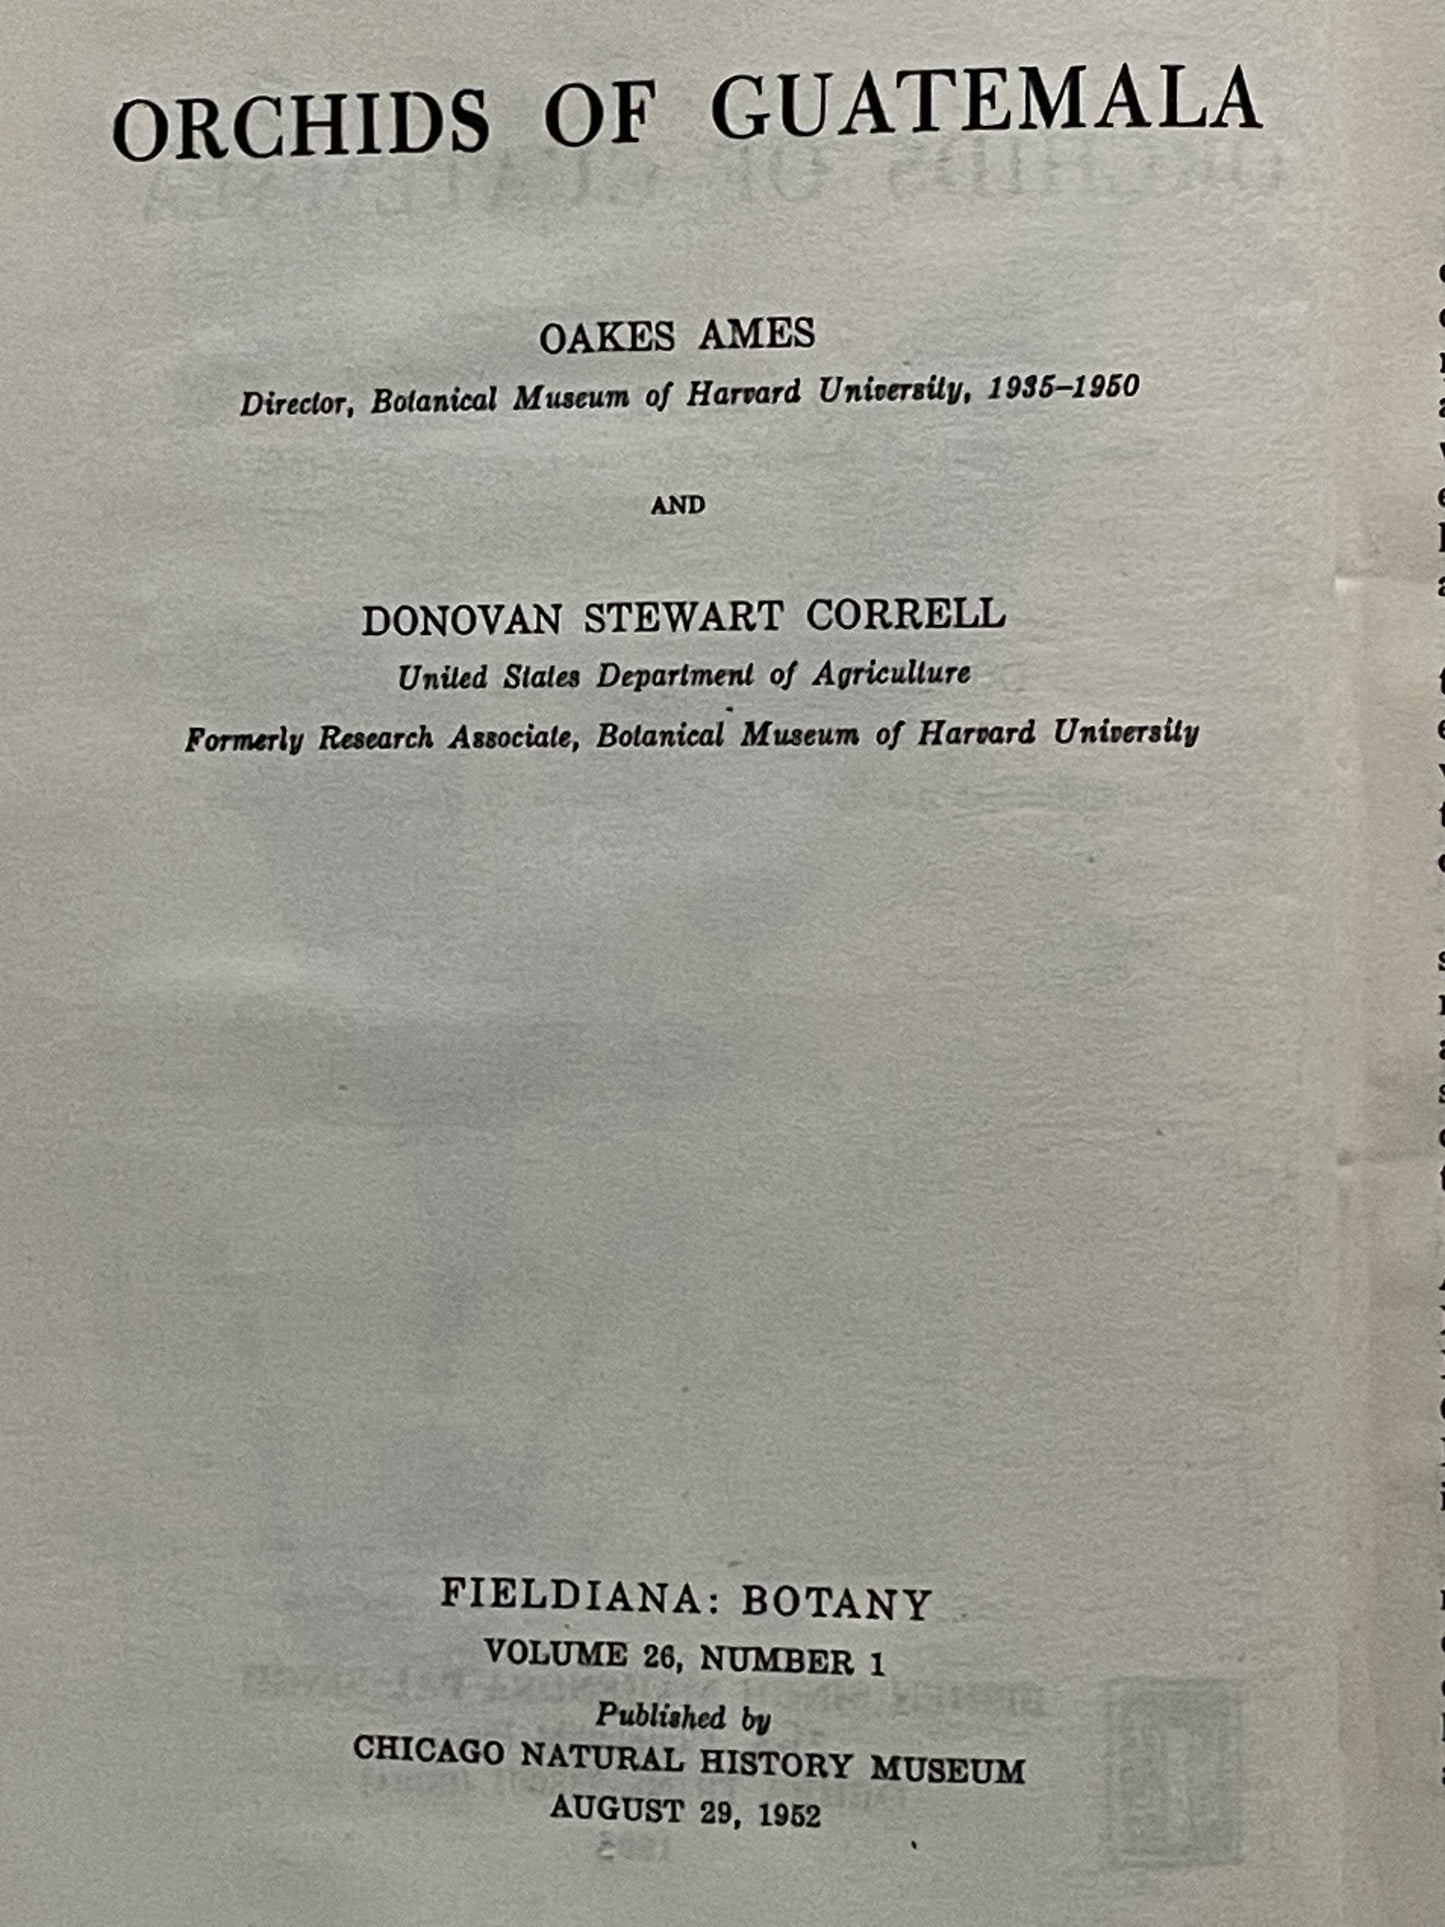 ORCHIDS OF GUATEMALA
OAKES AMES
Director, Botanical Museum of Harvard University, 1935–1950
AND
DONOVAN STEWART CORRELL
United States Department of Agriculture
Formerly Research Associate, Botanical Museum of Harvard University
FIELDIANA: BOTANY
VOLUME 26, NUMBER 1
Published by
CHICAGO NATURAL HISTORY MUSEUM
AUGUST 29, 1952